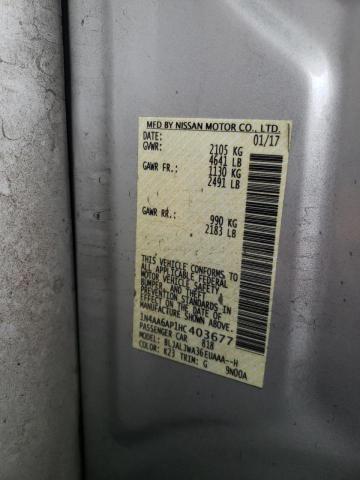 MFD BY NISSAN MOTOR CO., LTD.
DATE: 01/17
GVWR: 2105 KG
4641 LB
GAWR FR.: 1130 KG
2491 LB
GAWR RR.: 990 KG
2183 LB
THIS VEHICLE CONFORMS TO
ALL APPLICABLE FEDERAL
MOTOR VEHICLE SAFETY,
BUMPER, AND THEFT
PREVENTION STANDARDS IN
EFFECT ON THE DATE OF
MANUFACTURE SHOWN ABOVE.
1N4AA6AP1HC403677
PASSENGER CAR 818
MODEL: BLJALJWA36EUAAA--H
COLOR: K23 TRIM: G 9N00A